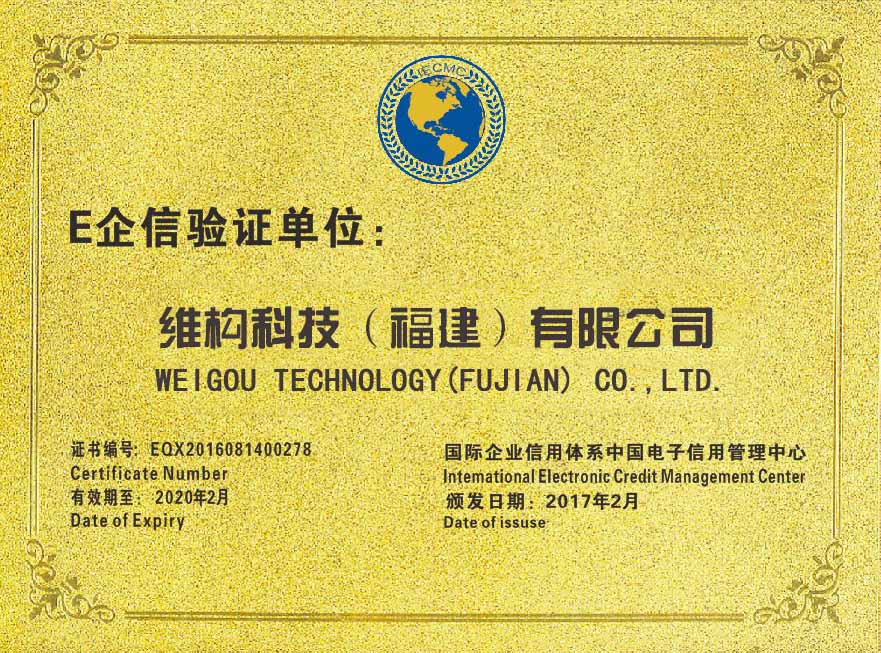 IECMC
E企信验证单位：
维构科技（福建）有限公司
WEIGOU TECHNOLOGY(FUJIAN) CO.,LTD.
证书编号: EQX2016081400278
Certificate Number
有效期至: 2020年2月
Date of Expiry
国际企业信用体系中国电子信用管理中心
International Electronic Credit Management Center
颁发日期: 2017年2月
Date of issuse